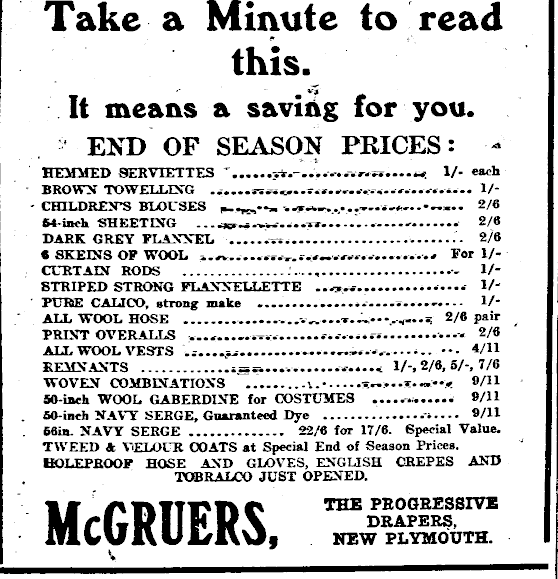 Take a Minute to read
this.
It means a saving for you.
END OF SEASON PRICES:
HEMMED SERVIETTES .......................... 1/- each
BROWN TOWELLING .......................... 1/-
CHILDREN'S BLOUSES .......................... 2/6
54-inch SHEETING .......................... 2/6
DARK GREY FLANNEL .......................... 2/6
6 SKEINS OF WOOL .......................... For 1/-
CURTAIN RODS .......................... 1/-
STRIPED STRONG FLANNELLETTE .......................... 1/-
PURE CALICO, strong make .......................... 1/-
ALL WOOL HOSE .......................... 2/6 pair
PRINT OVERALLS .......................... 2/6
ALL WOOL VESTS .......................... 4/11
REMNANTS .......................... 1/-, 2/6, 5/-, 7/6
WOVEN COMBINATIONS .......................... 9/11
50-inch WOOL GABERDINE for COSTUMES ............ 9/11
50-inch NAVY SERGE, Guaranteed Dye .................... 9/11
56in. NAVY SERGE ............ 22/6 for 17/6. Special Value.
TWEED & VELOUR COATS at Special End of Season Prices.
HOLEPROOF HOSE AND GLOVES, ENGLISH CREPES AND
TOBRALCO JUST OPENED.
McGRUERS,
THE PROGRESSIVE
DRAPERS,
NEW PLYMOUTH.